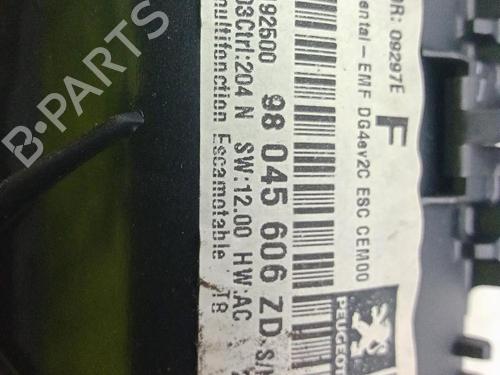 B-PARTS
OR: 09297E
ental-EMF DG4ev2C ESC CEM00
F
92500
98 045 606 ZD S/N
03Ctrl:204 N SW:12.00 HW:AC
multifonction Escamotable
PEUGEOT